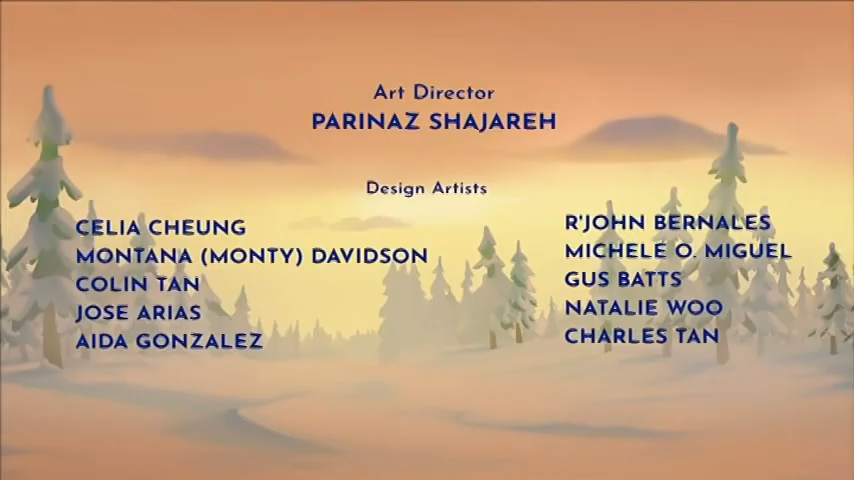 Art Director
PARINAZ SHAJAREH
Design Artists
CELIA CHEUNG
MONTANA (MONTY) DAVIDSON
COLIN TAN
JOSE ARIAS
AIDA GONZALEZ
R'JOHN BERNALES
MICHELE O. MIGUEL
GUS BATTS
NATALIE WOO
CHARLES TAN